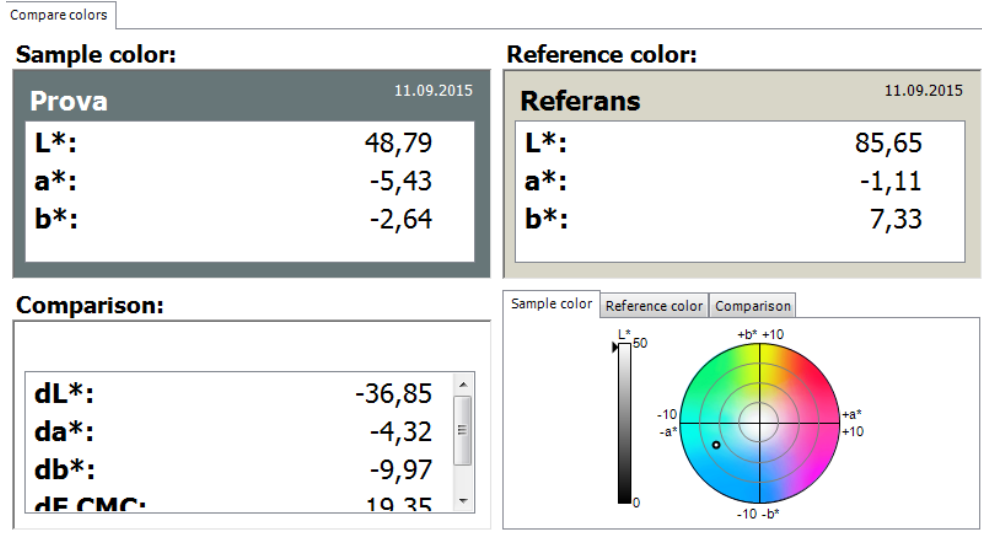 Compare colors
Sample color:
Prova 11.09.2015
L*: 48,79
a*: -5,43
b*: -2,64
Reference color:
Referans 11.09.2015
L*: 85,65
a*: -1,11
b*: 7,33
Comparison:
dL*: -36,85
da*: -4,32
db*: -9,97
dE CMC: 19,35
Sample color Reference color Comparison
L*
50
0
+b* +10
-10
-a*
+a*
+10
-10 -b*